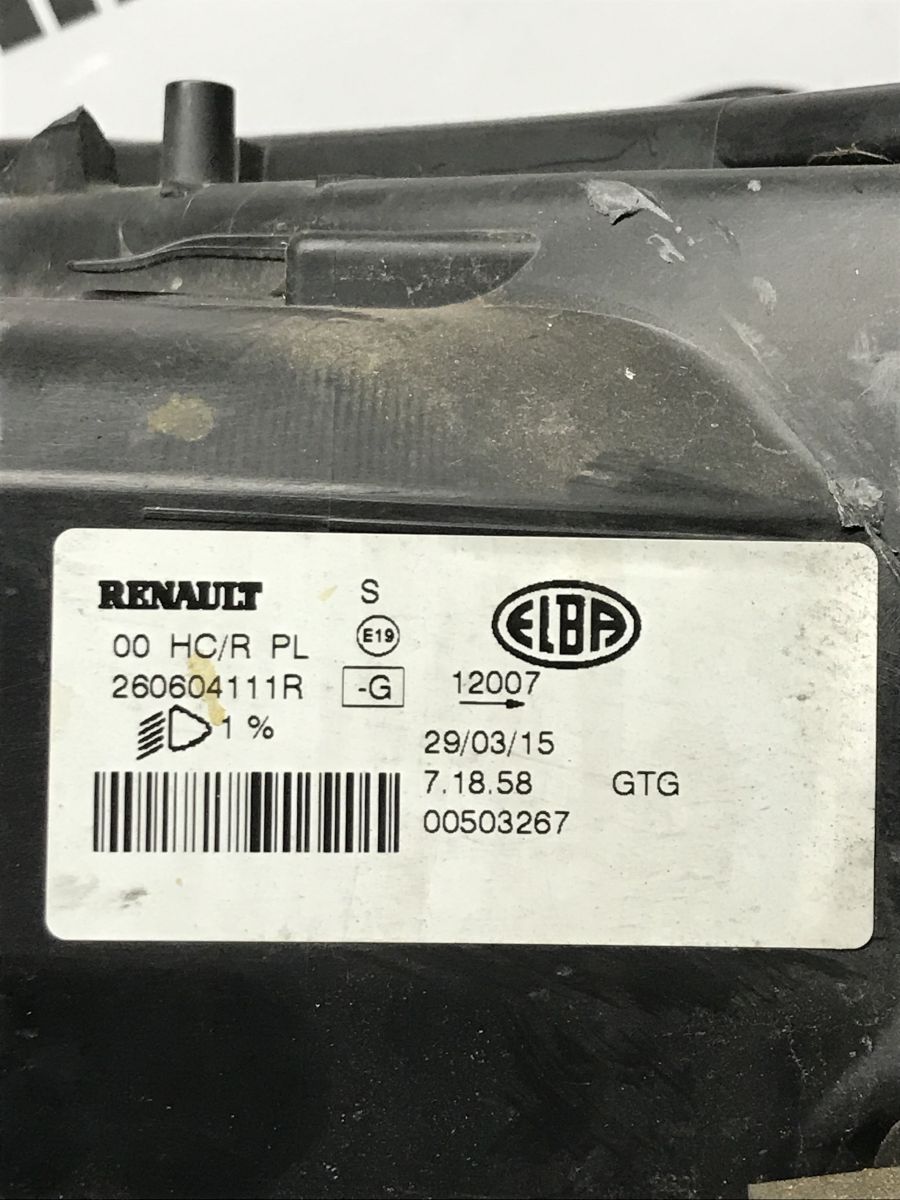 RENAULT
S
ELBA
00 HC/R PL
E19
260604111R
-G
12007
1 %
29/03/15
7.18.58
GTG
00503267